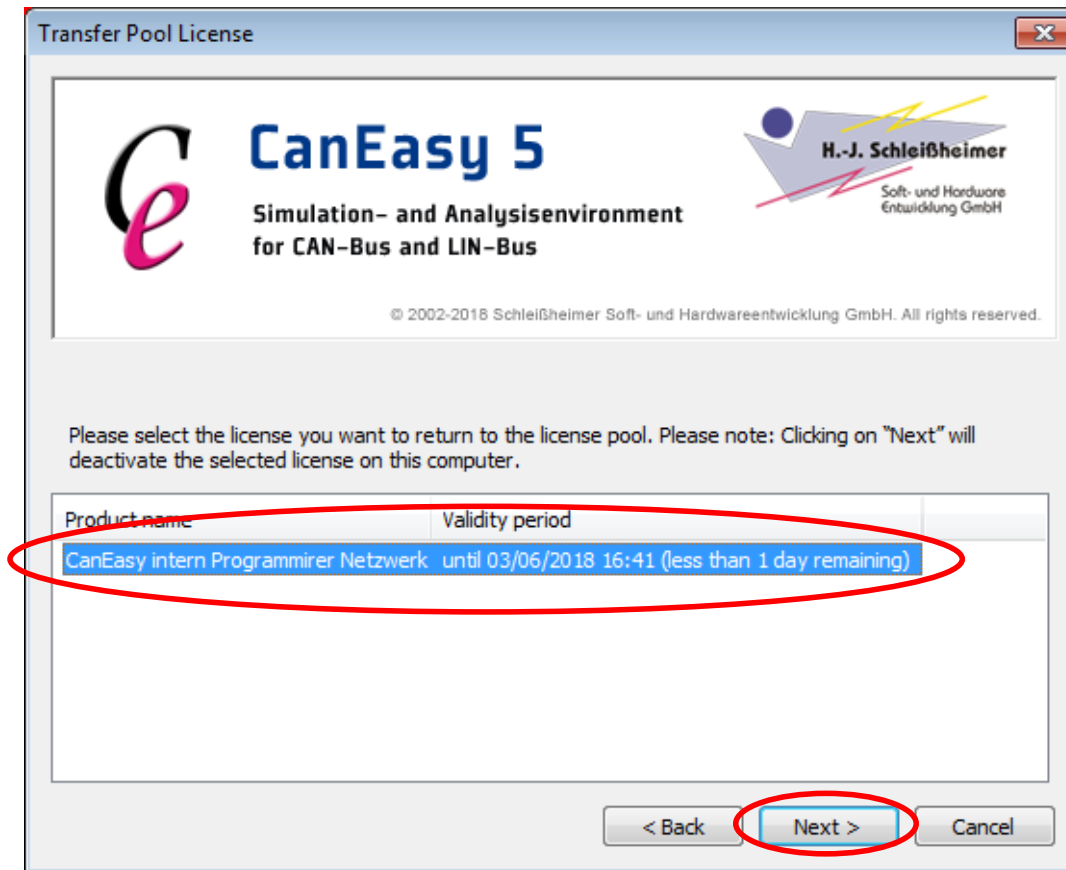 Transfer Pool License
Ce
CanEasy 5
Simulation- and Analysisenvironment
for CAN-Bus and LIN-Bus
H.-J. Schleißheimer
Soft- und Hardware
Entwicklung GmbH
© 2002-2018 Schleißheimer Soft- und Hardwareentwicklung GmbH. All rights reserved.
Please select the license you want to return to the license pool. Please note: Clicking on "Next" will
deactivate the selected license on this computer.
Product name Validity period
CanEasy intern Programmirer Netzwerk until 03/06/2018 16:41 (less than 1 day remaining)
< Back Next > Cancel